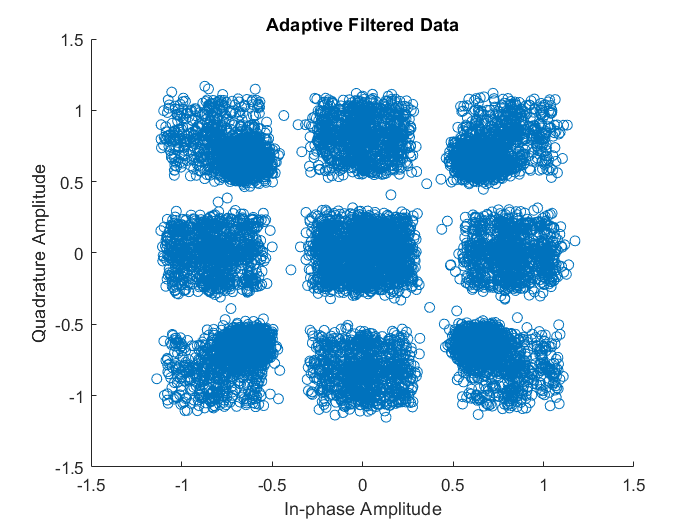 Adaptive Filtered Data
1.5
1
0.5
0
-0.5
-1
-1.5
Quadrature Amplitude
-1.5 -1 -0.5 0 0.5 1 1.5
In-phase Amplitude